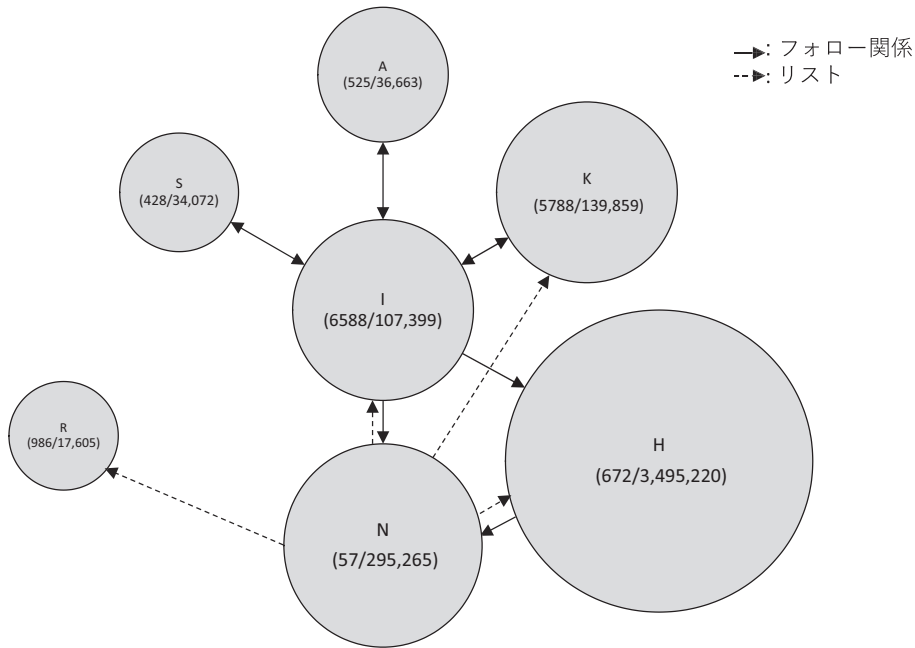 A
(525/36,663)
→: フォロー関係
⇢: リスト
S
(428/34,072)
K
(5788/139,859)
I
(6588/107,399)
R
(986/17,605)
H
(672/3,495,220)
N
(57/295,265)